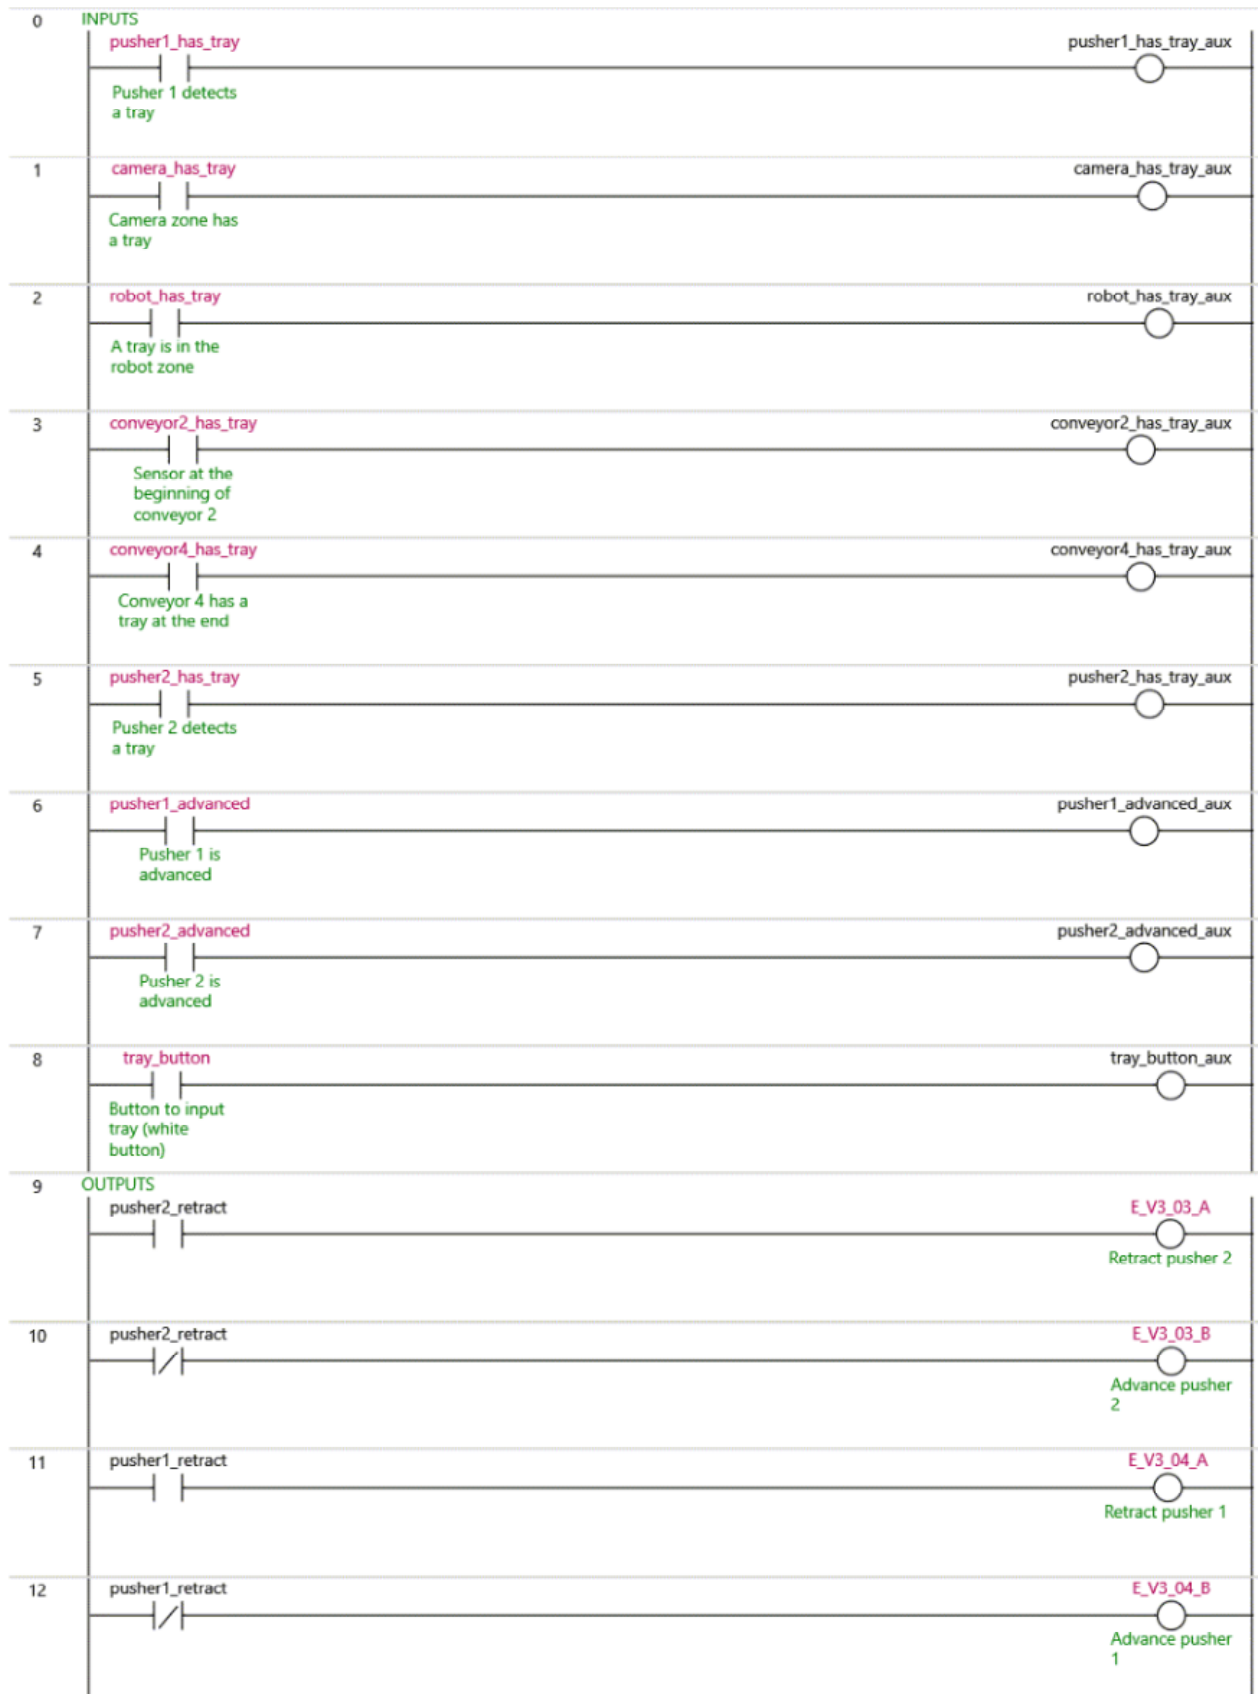 0 INPUTS
pusher1_has_tray pusher1_has_tray_aux
Pusher 1 detects
a tray
1 camera_has_tray camera_has_tray_aux
Camera zone has
a tray
2 robot_has_tray robot_has_tray_aux
A tray is in the
robot zone
3 conveyor2_has_tray conveyor2_has_tray_aux
Sensor at the
beginning of
conveyor 2
4 conveyor4_has_tray conveyor4_has_tray_aux
Conveyor 4 has a
tray at the end
5 pusher2_has_tray pusher2_has_tray_aux
Pusher 2 detects
a tray
6 pusher1_advanced pusher1_advanced_aux
Pusher 1 is
advanced
7 pusher2_advanced pusher2_advanced_aux
Pusher 2 is
advanced
8 tray_button tray_button_aux
Button to input
tray (white
button)
9 OUTPUTS
pusher2_retract E_V3_03_A
Retract pusher 2
10 pusher2_retract E_V3_03_B
Advance pusher
2
11 pusher1_retract E_V3_04_A
Retract pusher 1
12 pusher1_retract E_V3_04_B
Advance pusher
1